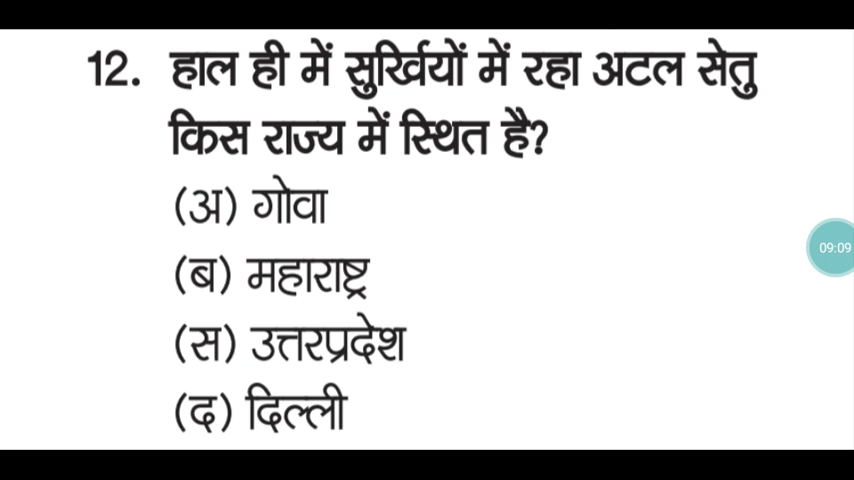 12. हाल ही में सुर्खियों में रहा अटल सेतु
किस राज्य में स्थित है?
(अ) गोवा
(ब) महाराष्ट्र
(स) उत्तरप्रदेश
(द) दिल्ली
09:09